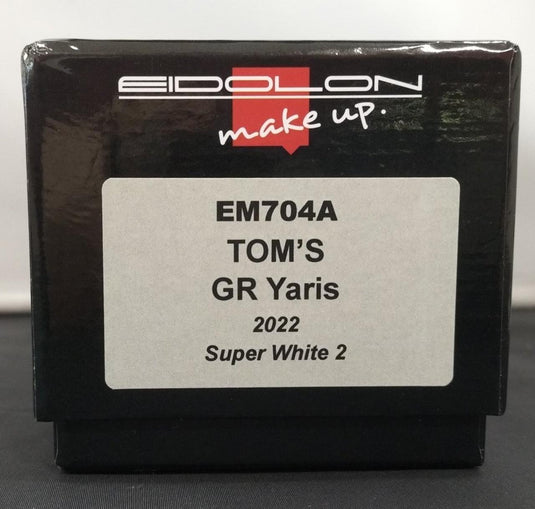 EIDOLON
make up.
EM704A
TOM'S
GR Yaris
2022
Super White 2